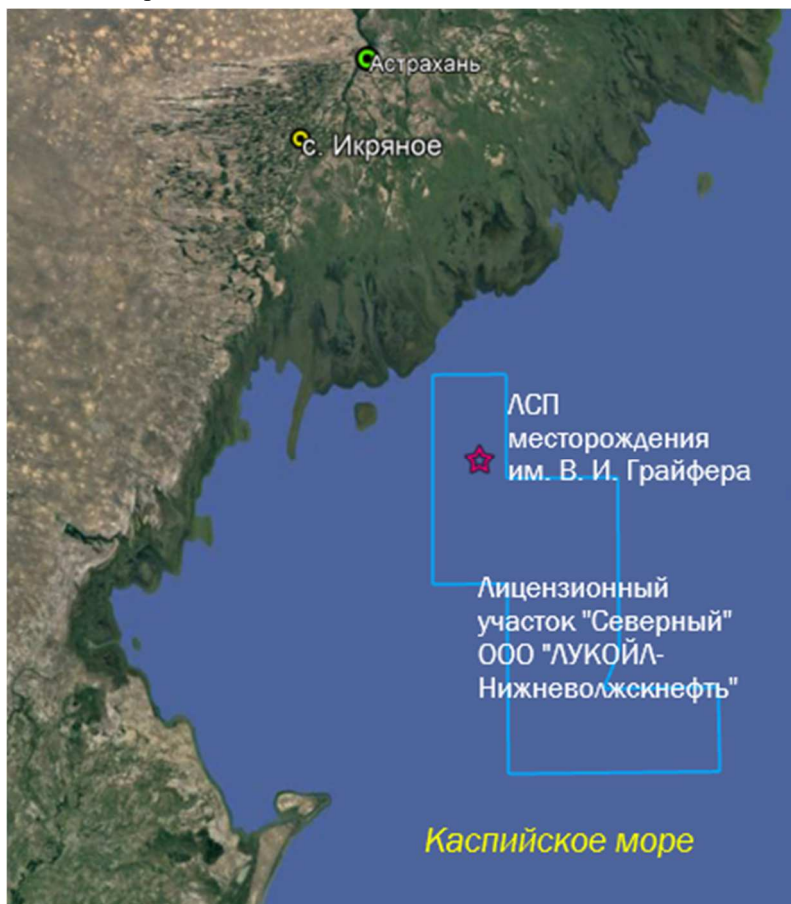 Астрахань
с. Икряное
ЛСП
месторождения
им. В. И. Грайфера
Лицензионный
участок "Северный"
ООО "ЛУКОЙЛ-
Нижневолжскнефть"
Каспийское море